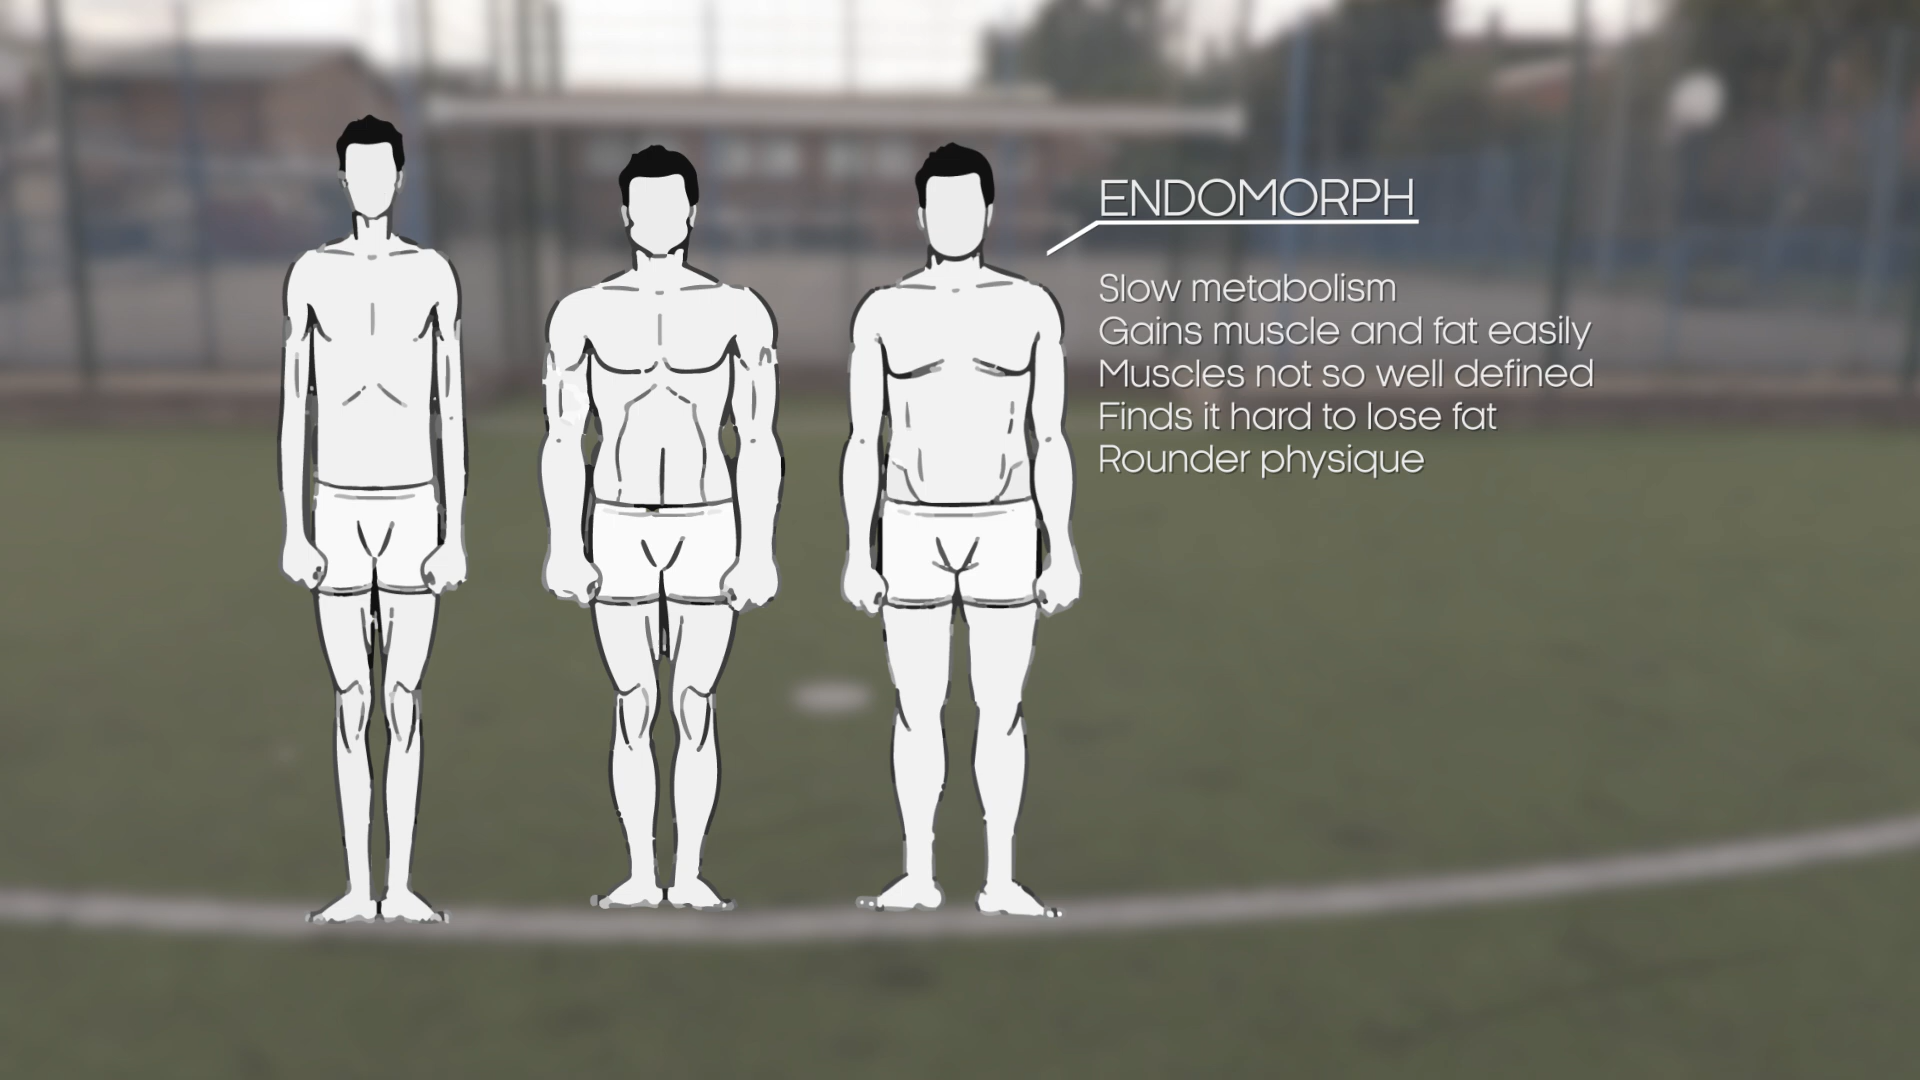 ENDOMORPH
Slow metabolism
Gains muscle and fat easily
Muscles not so well defined
Finds it hard to lose fat
Rounder physique